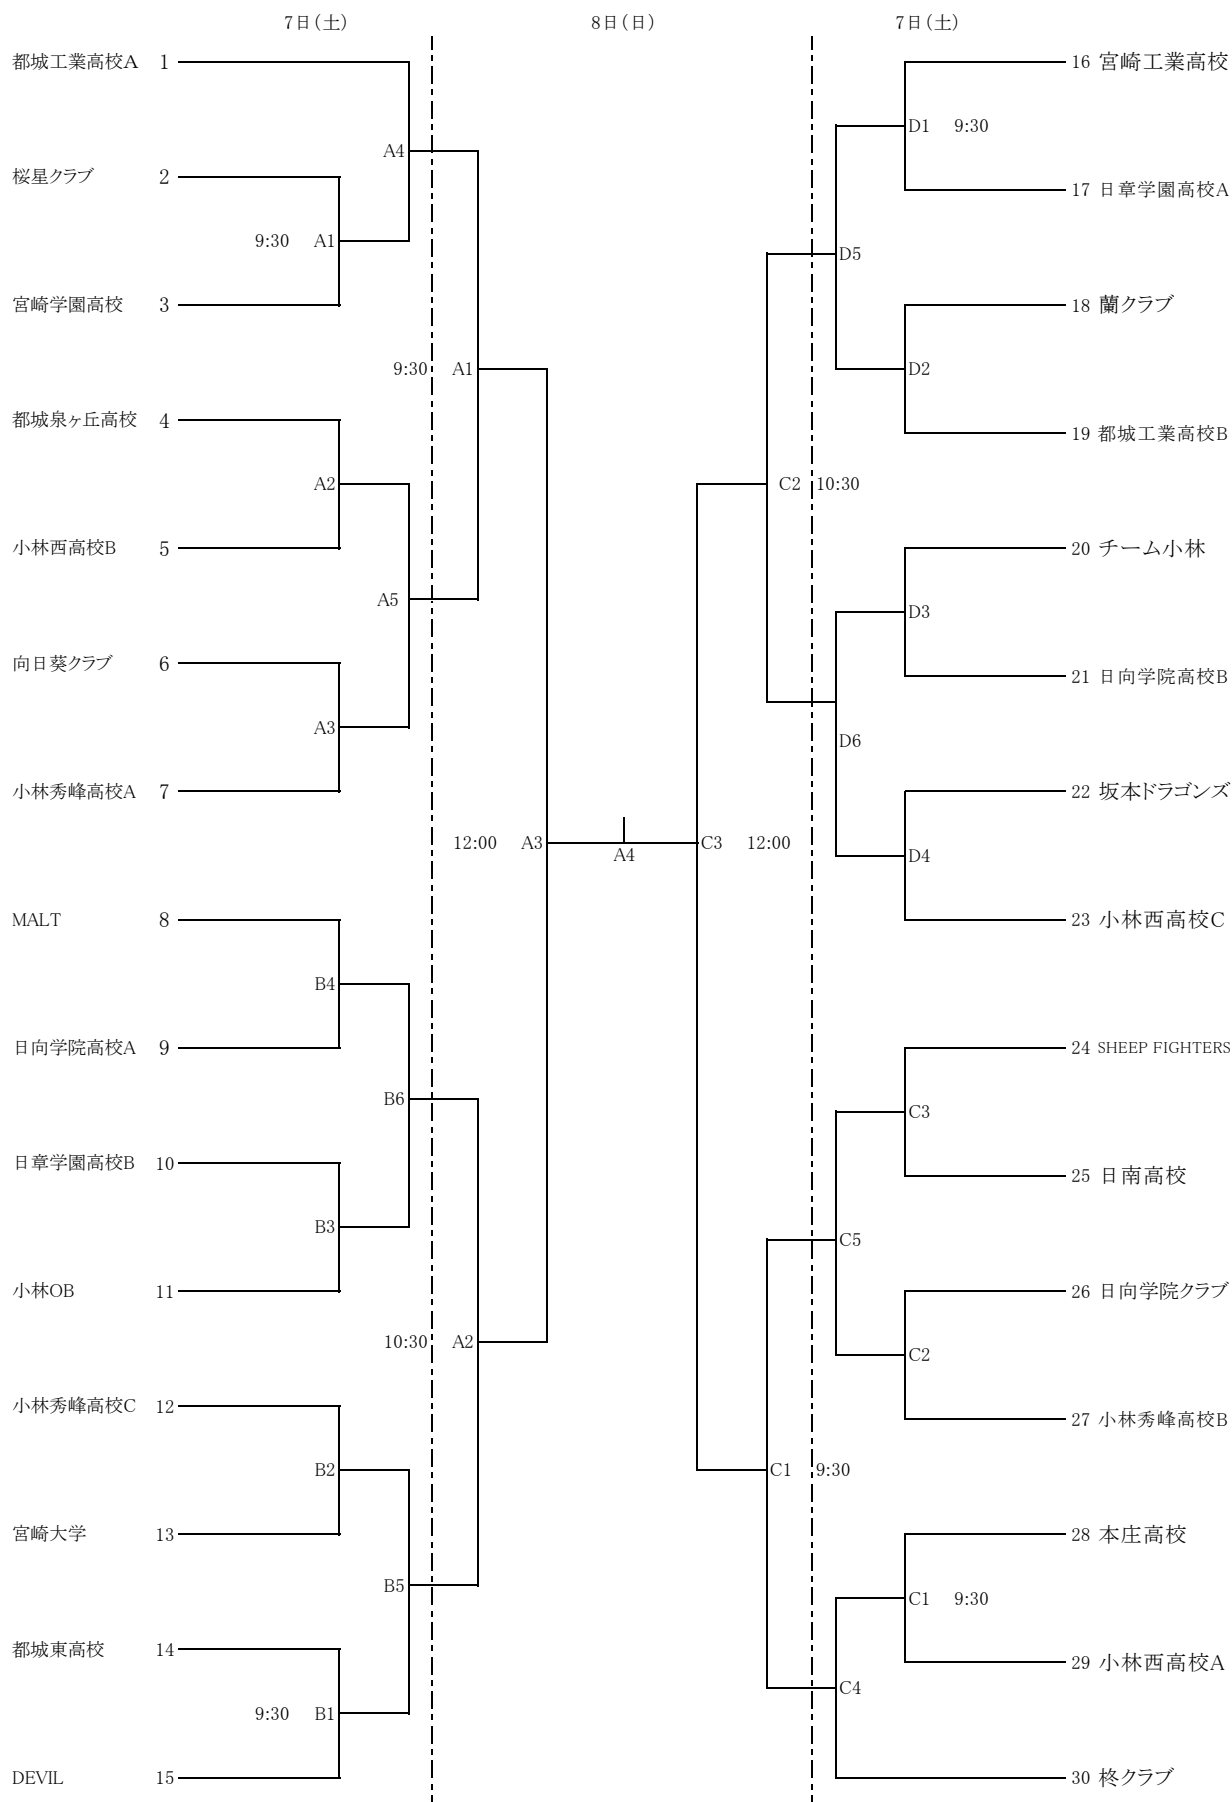 7日（土） 8日（日） 7日（土）
都城工業高校A 1
A4
桜星クラブ 2
9:30 A1
宮崎学園高校 3
9:30 A1
都城泉ヶ丘高校 4
A2
小林西高校B 5
A5
向日葵クラブ 6
A3
小林秀峰高校A 7
12:00 A3
MALT 8
B4
日向学院高校A 9
B6
日章学園高校B 10
B3
小林OB 11
10:30 A2
小林秀峰高校C 12
B2
宮崎大学 13
B5
都城東高校 14
9:30 B1
DEVIL 15
A4
16 宮崎工業高校
D1 9:30
17 日章学園高校A
D5
18 蘭クラブ
D2
19 都城工業高校B
C2 10:30
20 チーム小林
D3
21 日向学院高校B
D6
22 坂本ドラゴンズ
C3 12:00
D4
23 小林西高校C
24 SHEEP FIGHTERS
C3
25 日南高校
C5
26 日向学院クラブ
C2
27 小林秀峰高校B
C1 9:30
28 本庄高校
C1 9:30
29 小林西高校A
C4
30 柊クラブ